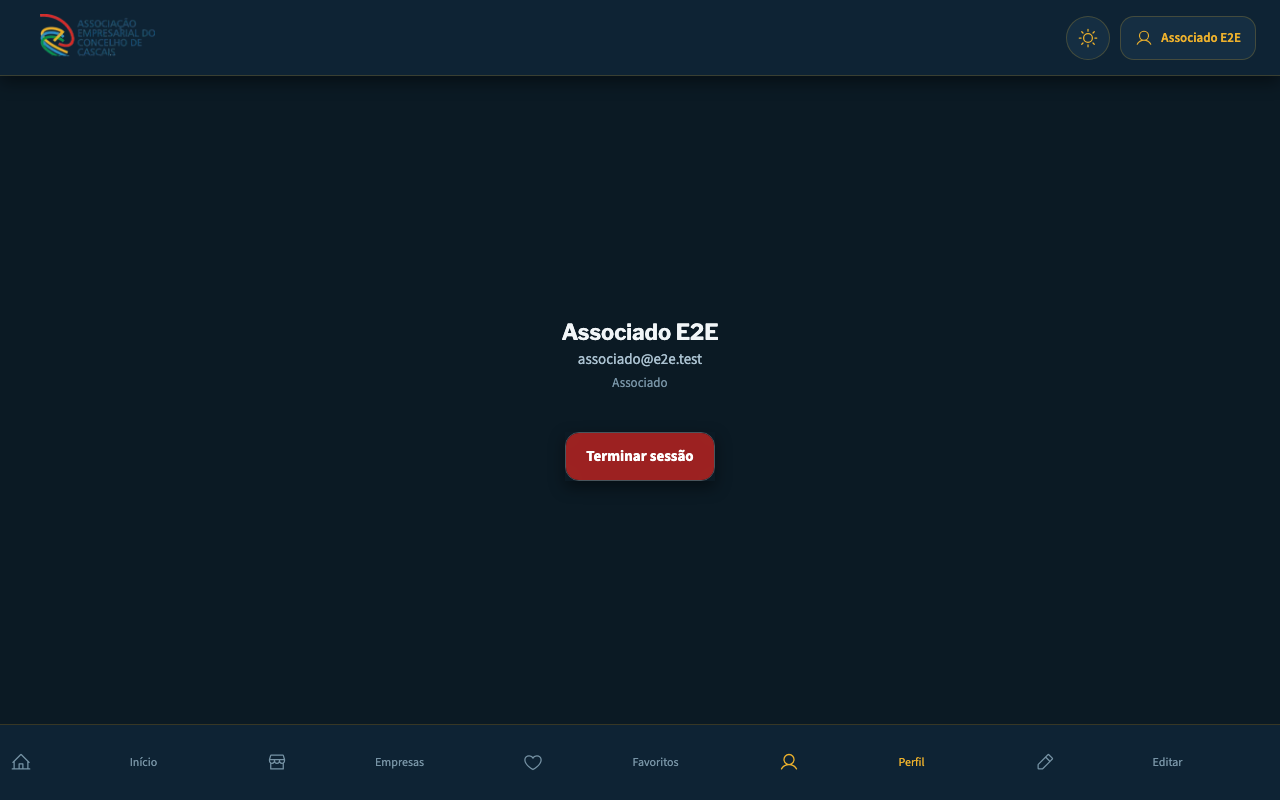 ASSOCIAÇÃO
EMPRESARIAL DO
CONCELHO DE
CASCAIS
Associado E2E
Associado E2E
associado@e2e.test
Associado
Terminar sessão
Início
Empresas
Favoritos
Perfil
Editar